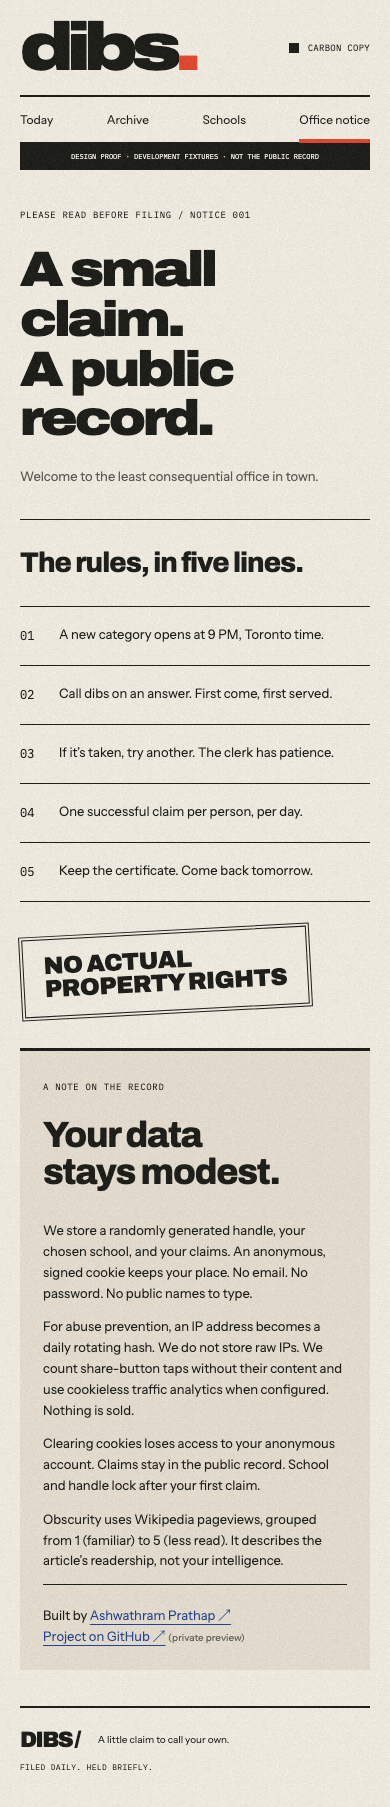 dibs.
CARBON COPY
Today Archive Schools Office notice
DESIGN PROOF · DEVELOPMENT FIXTURES · NOT THE PUBLIC RECORD
PLEASE READ BEFORE FILING / NOTICE 001
A small
claim.
A public
record.
Welcome to the least consequential office in town.
The rules, in five lines.
01 A new category opens at 9 PM, Toronto time.
02 Call dibs on an answer. First come, first served.
03 If it’s taken, try another. The clerk has patience.
04 One successful claim per person, per day.
05 Keep the certificate. Come back tomorrow.
NO ACTUAL
PROPERTY RIGHTS
A NOTE ON THE RECORD
Your data
stays modest.
We store a randomly generated handle, your
chosen school, and your claims. An anonymous,
signed cookie keeps your place. No email. No
password. No public names to type.
For abuse prevention, an IP address becomes a
daily rotating hash. We do not store raw IPs. We
count share-button taps without their content and
use cookieless traffic analytics when configured.
Nothing is sold.
Clearing cookies loses access to your anonymous
account. Claims stay in the public record. School
and handle lock after your first claim.
Obscurity uses Wikipedia pageviews, grouped
from 1 (familiar) to 5 (less read). It describes the
article’s readership, not your intelligence.
Built by Ashwathram Prathap ↗
Project on GitHub ↗ (private preview)
DIBS/ A little claim to call your own.
FILED DAILY. HELD BRIEFLY.